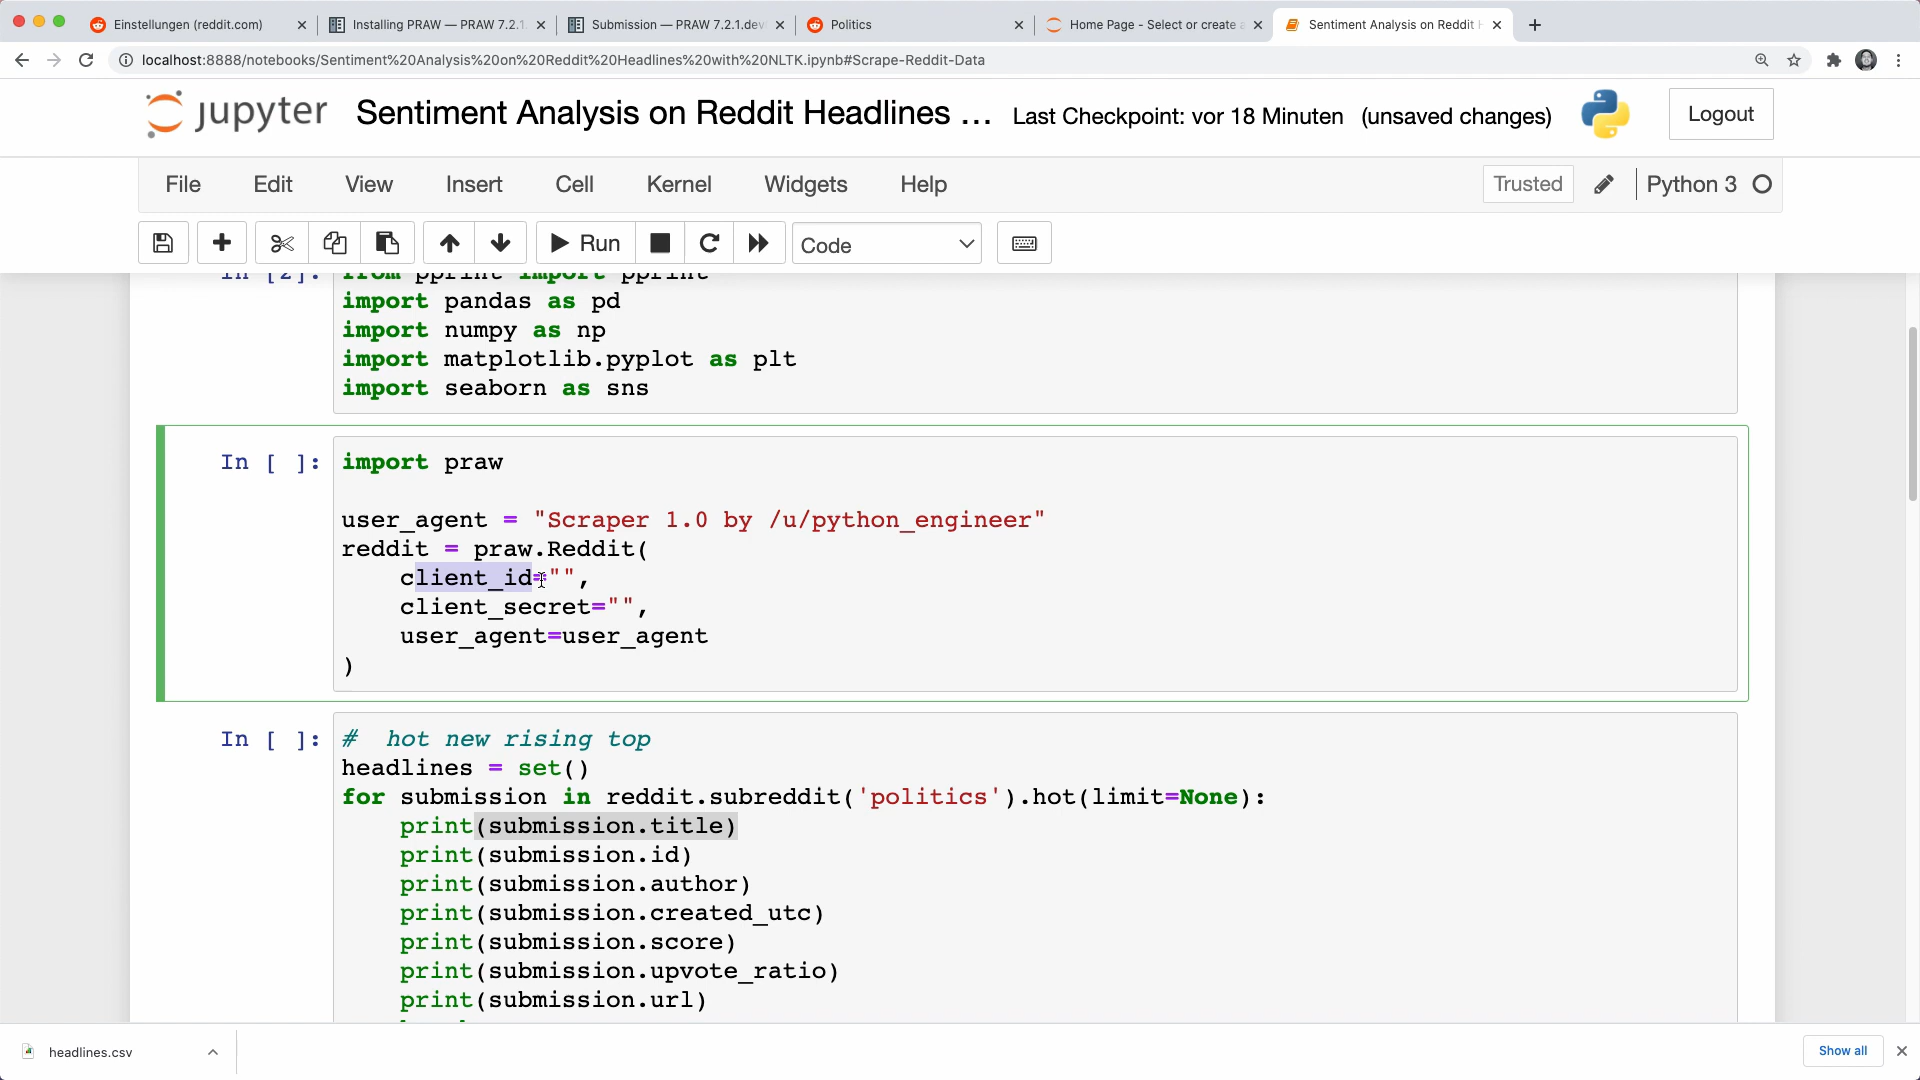 Einstellungen (reddit.com)
Installing PRAW — PRAW 7.2.1.
Submission — PRAW 7.2.1.dev
Politics
Home Page - Select or create a
Sentiment Analysis on Reddit H
localhost:8888/notebooks/Sentiment%20Analysis%20on%20Reddit%20Headlines%20with%20NLTK.ipynb#Scrape-Reddit-Data
jupyter Sentiment Analysis on Reddit Headlines ... Last Checkpoint: vor 18 Minuten (unsaved changes) Logout
File Edit View Insert Cell Kernel Widgets Help Trusted Python 3
Run Code
In [2]: from pprint import pprint
import pandas as pd
import numpy as np
import matplotlib.pyplot as plt
import seaborn as sns
In [ ]: import praw
user_agent = "Scraper 1.0 by /u/python_engineer"
reddit = praw.Reddit(
client_id="",
client_secret="",
user_agent=user_agent
)
In [ ]: # hot new rising top
headlines = set()
for submission in reddit.subreddit('politics').hot(limit=None):
print(submission.title)
print(submission.id)
print(submission.author)
print(submission.created_utc)
print(submission.score)
print(submission.upvote_ratio)
print(submission.url)
headlines.csv
Show all